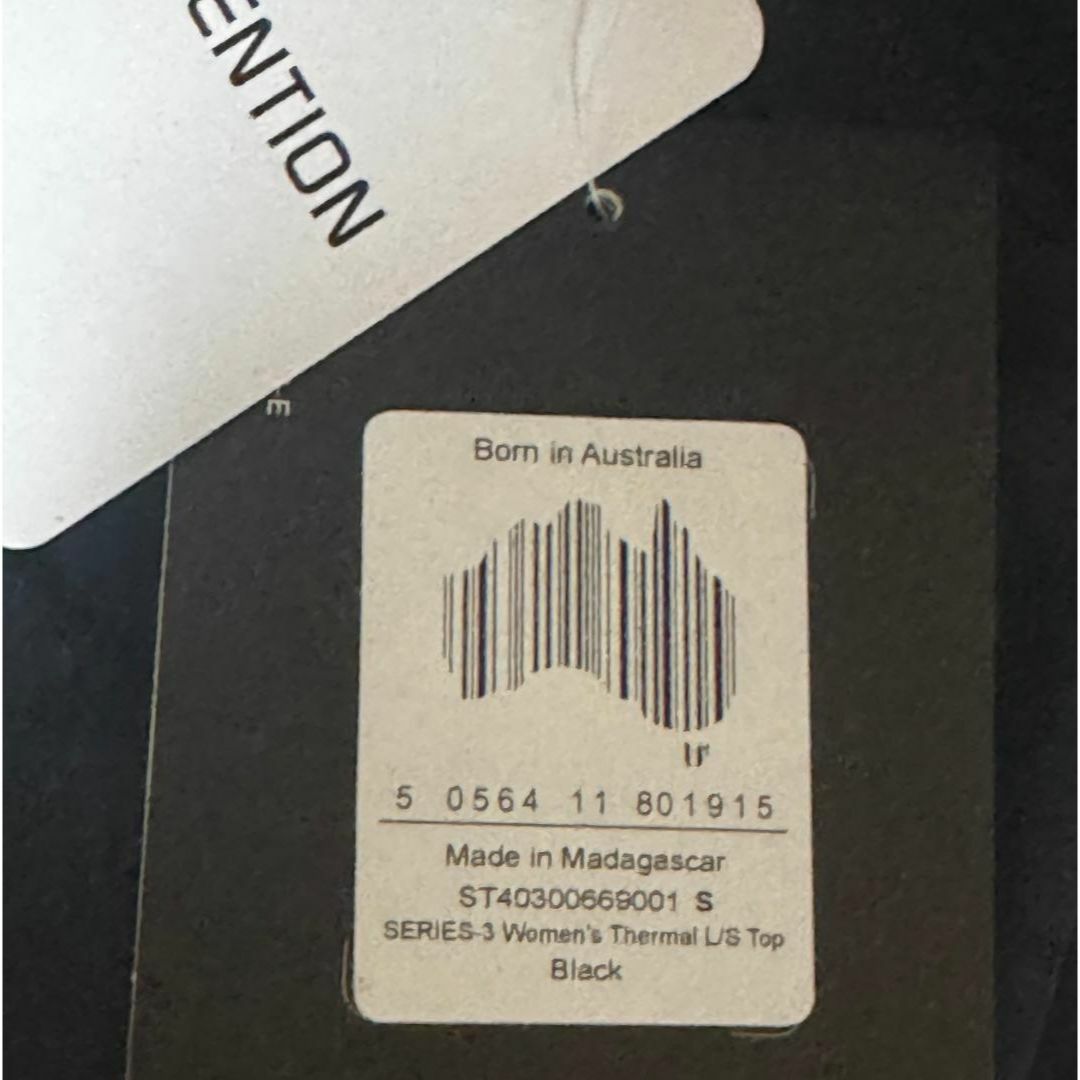 ENTION
E
Born in Australia
5 0564 11 801915
Made in Madagascar
ST40300669001 S
SERIES-3 Women's Thermal L/S Top
Black